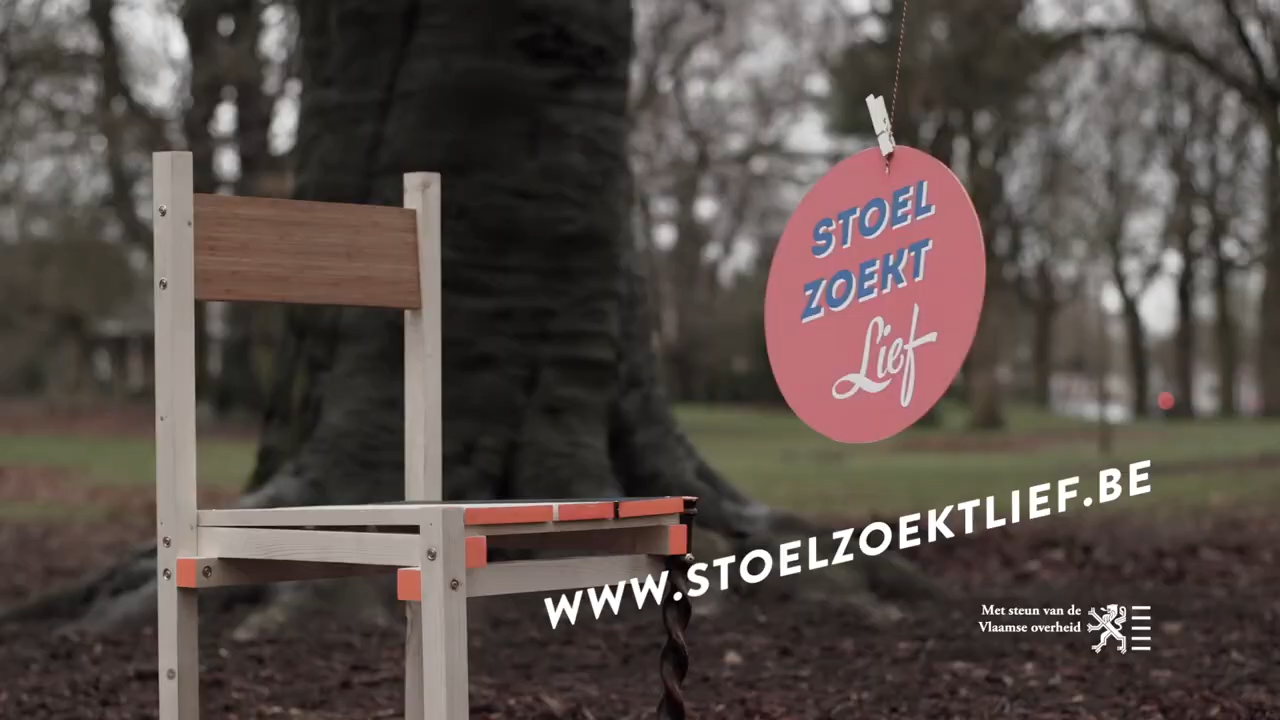 STOEL
ZOEKT
Lief
WWW.STOELZOEKTLIEF.BE
Met steun van de
Vlaamse overheid